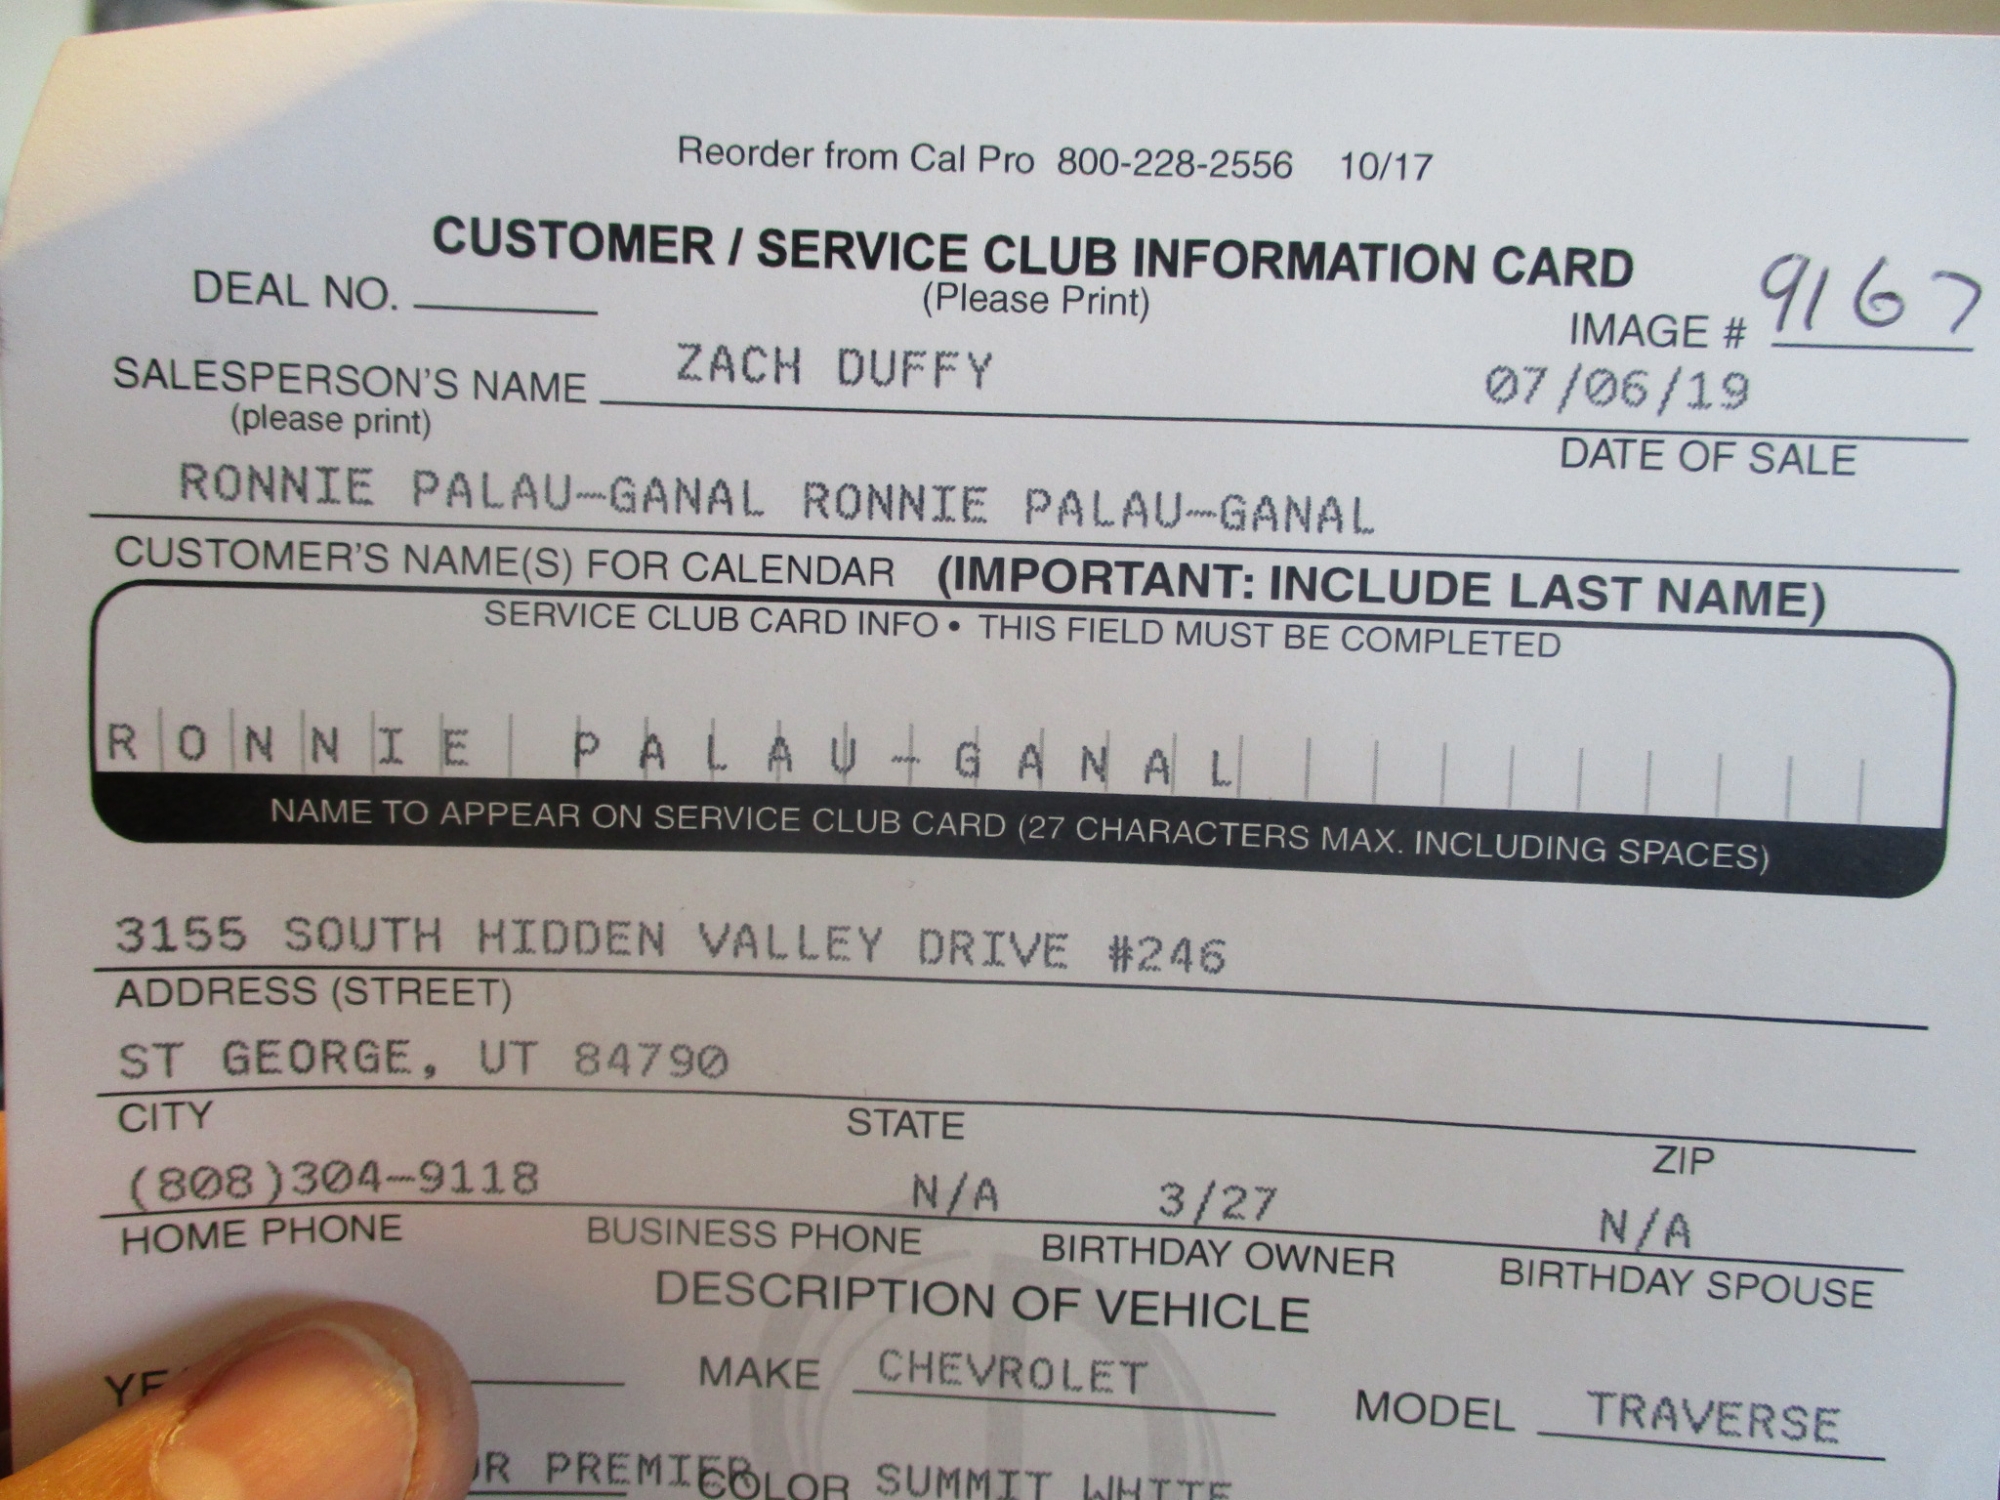 Reorder from Cal Pro 800-228-2556 10/17
CUSTOMER / SERVICE CLUB INFORMATION CARD
(Please Print)
DEAL NO.
IMAGE # 9167
SALESPERSON'S NAME ZACH DUFFY
(please print)
07/06/19
DATE OF SALE
RONNIE PALAU-GANAL RONNIE PALAU-GANAL
CUSTOMER'S NAME(S) FOR CALENDAR (IMPORTANT: INCLUDE LAST NAME)
SERVICE CLUB CARD INFO • THIS FIELD MUST BE COMPLETED
RONNIE PALAU-GANAL
NAME TO APPEAR ON SERVICE CLUB CARD (27 CHARACTERS MAX. INCLUDING SPACES)
3155 SOUTH HIDDEN VALLEY DRIVE #246
ADDRESS (STREET)
ST GEORGE, UT 84790
CITY STATE ZIP
(808)304-9118 N/A 3/27 N/A
HOME PHONE BUSINESS PHONE BIRTHDAY OWNER BIRTHDAY SPOUSE
DESCRIPTION OF VEHICLE
MAKE CHEVROLET MODEL TRAVERSE
PREMIER COLOR SUMMIT WHITE